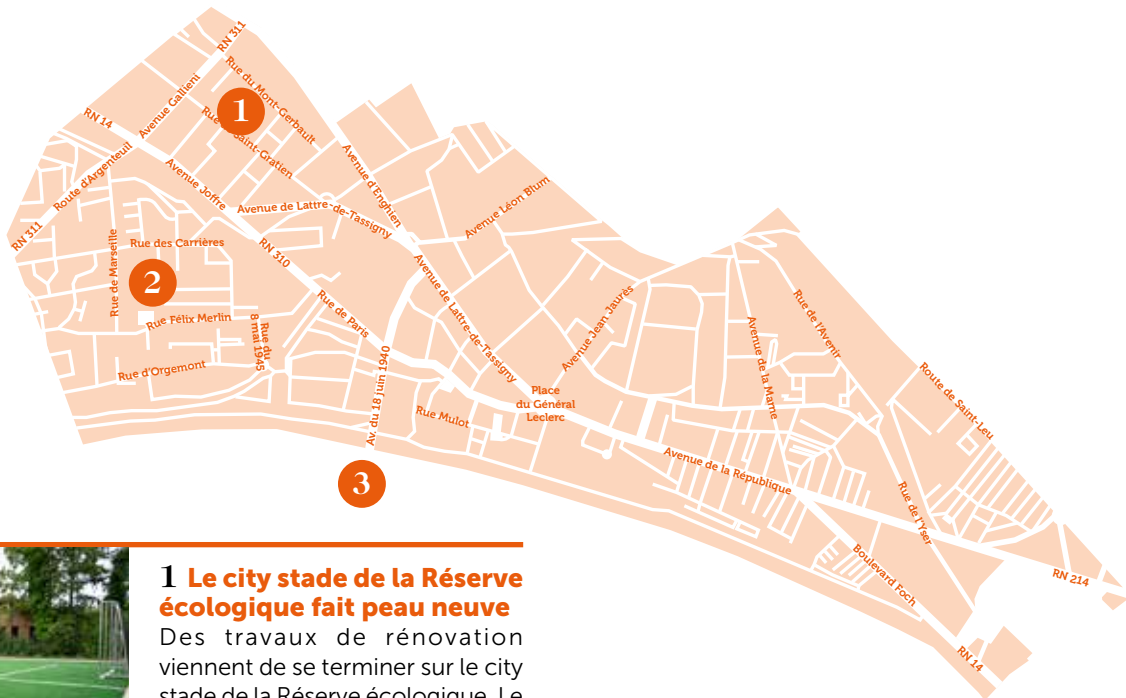 RN 311
Rue du Mont-Gerbault
Avenue Gallieni
1
RN 14
Rue
Saint-Gratien
Route d'Argenteuil
Avenue Joffre
Avenue d'Enghien
Avenue Léon Blum
Avenue de Lattre-de-Tassigny
RN 311
Rue de Marseille
Rue des Carrières
RN 310
2
Avenue de Lattre-de-Tassigny
Rue de Paris
Rue Félix Merlin
Rue du
8 mai 1945
Rue d'Orgemont
Av. du 18 juin 1940
Avenue Jean Jaurès
Rue de l'Avenir
Avenue de la Marne
Route de Saint-Leu
Place
du Général
Leclerc
Rue Mulot
3
Avenue de la République
Rue de l'Yser
Boulevard Foch
RN 214
RN 14
1 Le city stade de la Réserve
écologique fait peau neuve
Des travaux de rénovation
viennent de se terminer sur le city
stade de la Réserve écologique. Le